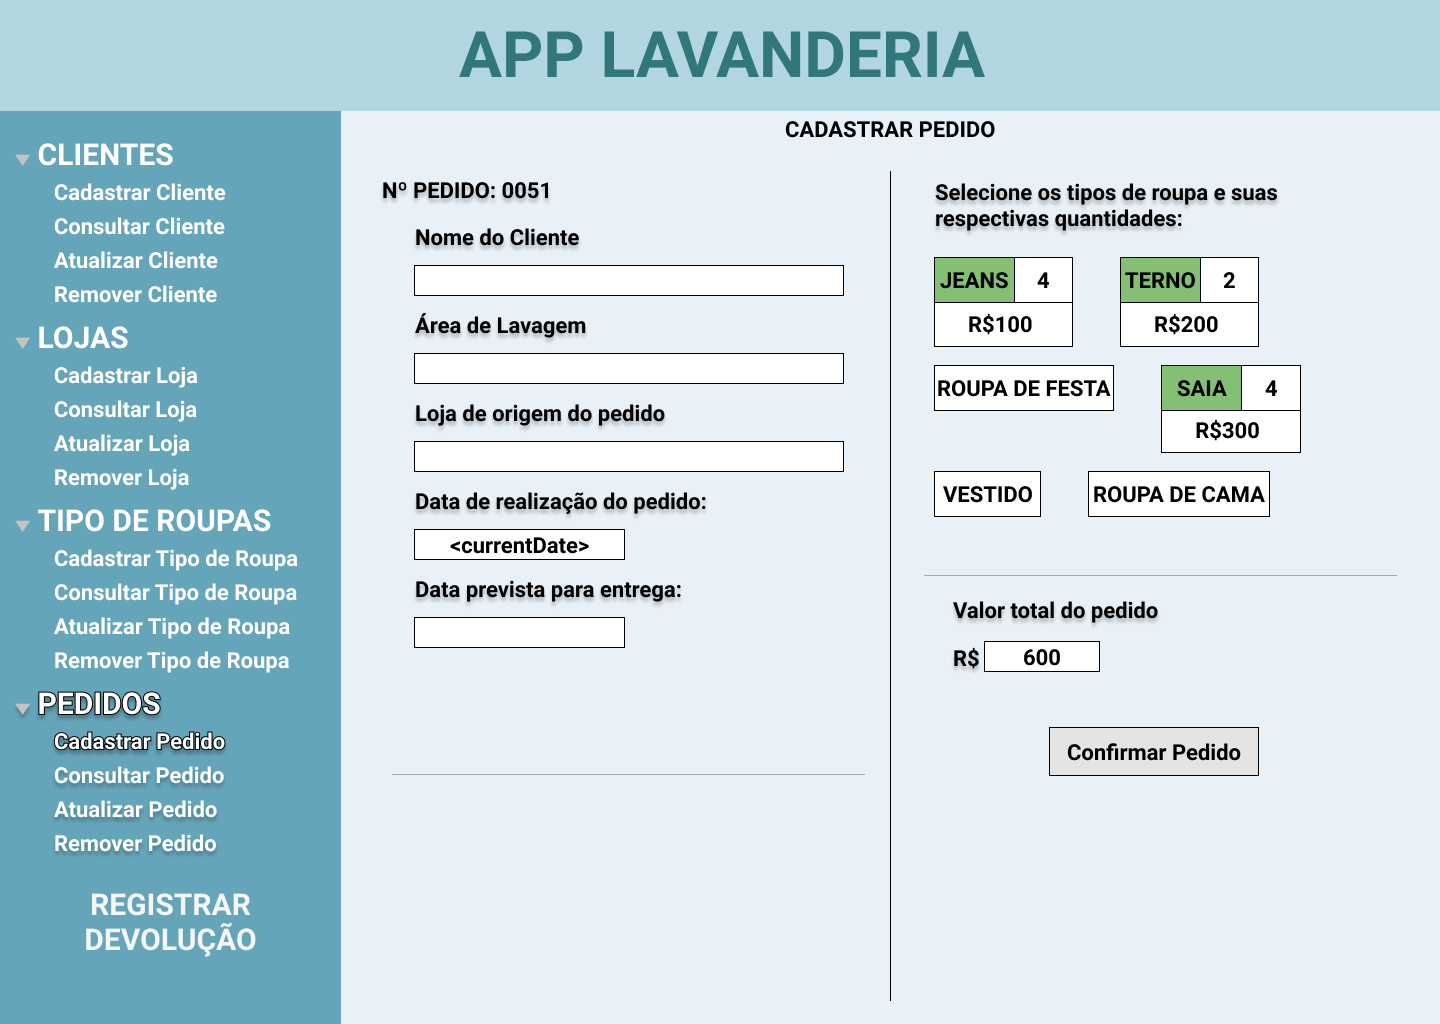 APP LAVANDERIA
CLIENTES
Cadastrar Cliente
Consultar Cliente
Atualizar Cliente
Remover Cliente
LOJAS
Cadastrar Loja
Consultar Loja
Atualizar Loja
Remover Loja
TIPO DE ROUPAS
Cadastrar Tipo de Roupa
Consultar Tipo de Roupa
Atualizar Tipo de Roupa
Remover Tipo de Roupa
PEDIDOS
Cadastrar Pedido
Consultar Pedido
Atualizar Pedido
Remover Pedido
REGISTRAR
DEVOLUÇÃO
CADASTRAR PEDIDO
Nº PEDIDO: 0051
Nome do Cliente
Área de Lavagem
Loja de origem do pedido
Data de realização do pedido:
<currentDate>
Data prevista para entrega:
Selecione os tipos de roupa e suas
respectivas quantidades:
JEANS 4 TERNO 2
R$100 R$200
ROUPA DE FESTA SAIA 4
R$300
VESTIDO ROUPA DE CAMA
Valor total do pedido
R$ 600
Confirmar Pedido